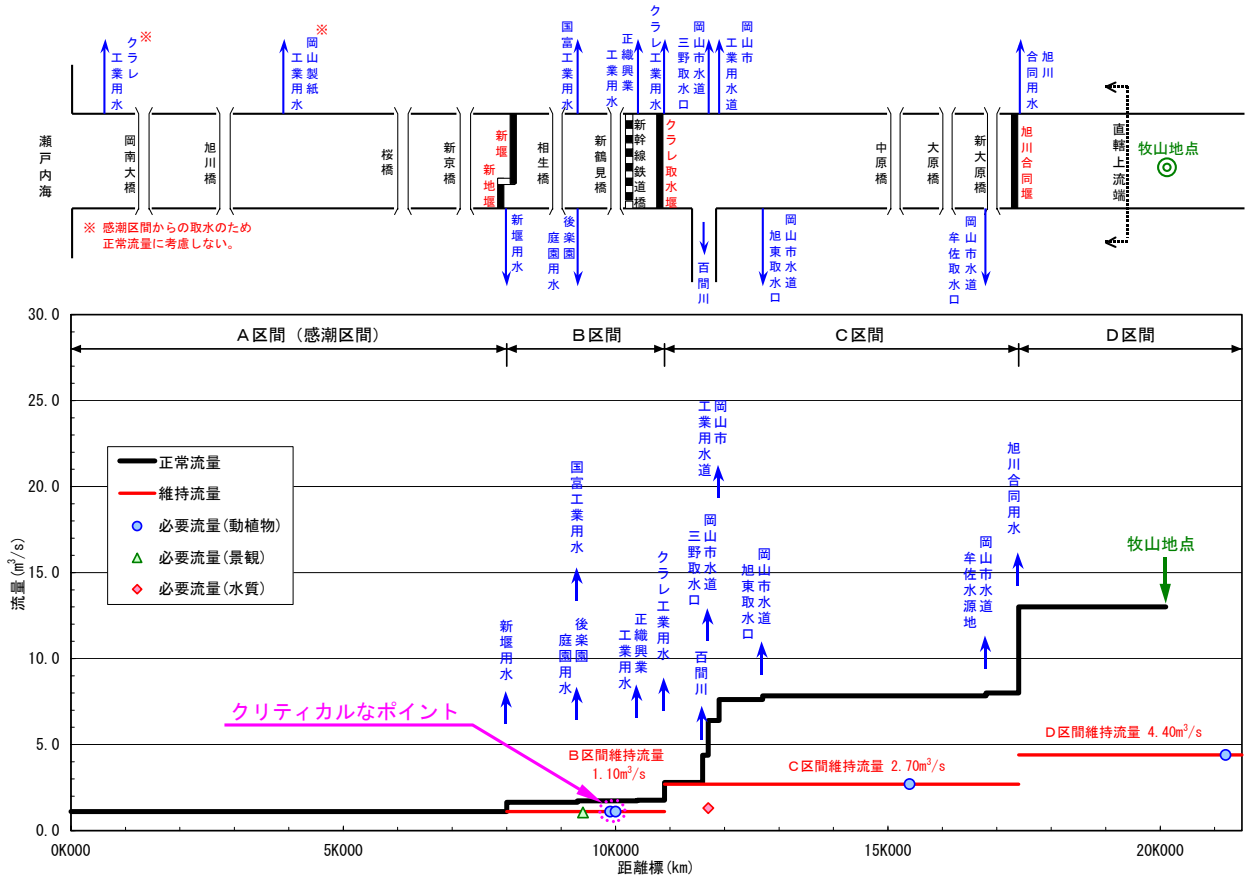 クラレ
工業用水
※
岡山製紙
工業用水
※
国富工業用水
正織興業
工業用水
クラレ工業用水
岡山市水道
三野取水口
岡山市
工業用水道
旭川
合同用水
瀬戸内海
岡南大橋
旭川橋
桜橋
新京橋
新堰
新地堰
相生橋
新鶴見橋
新幹線鉄道橋
クラレ取水堰
中原橋
大原橋
新大原橋
旭川合同堰
直轄上流端
牧山地点
※ 感潮区間からの取水のため
正常流量に考慮しない。
新堰用水
後楽園
庭園用水
百間川
岡山市水道
旭東取水口
岡山市水道
牟佐取水口
30.0
25.0
20.0
15.0
10.0
5.0
0.0
流量(m³/s)
A区間（感潮区間）
B区間
C区間
D区間
正常流量
維持流量
必要流量(動植物)
必要流量(景観)
必要流量(水質)
新堰用水
国富工業用水
後楽園
庭園用水
正織興業
工業用水
クラレ工業用水
岡山市水道
三野取水口
百間川
岡山市
工業用水道
岡山市水道
旭東取水口
岡山市水道
牟佐水源地
旭川合同用水
牧山地点
クリティカルなポイント
B区間維持流量
1.10m³/s
C区間維持流量 2.70m³/s
D区間維持流量 4.40m³/s
0K000
5K000
10K000
15K000
20K000
距離標(km)